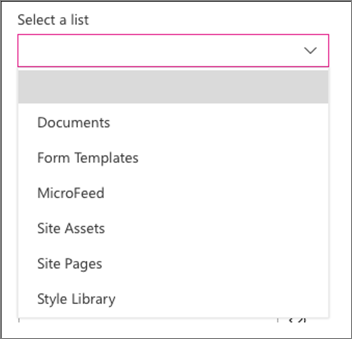 Select a list
Documents
Form Templates
MicroFeed
Site Assets
Site Pages
Style Library